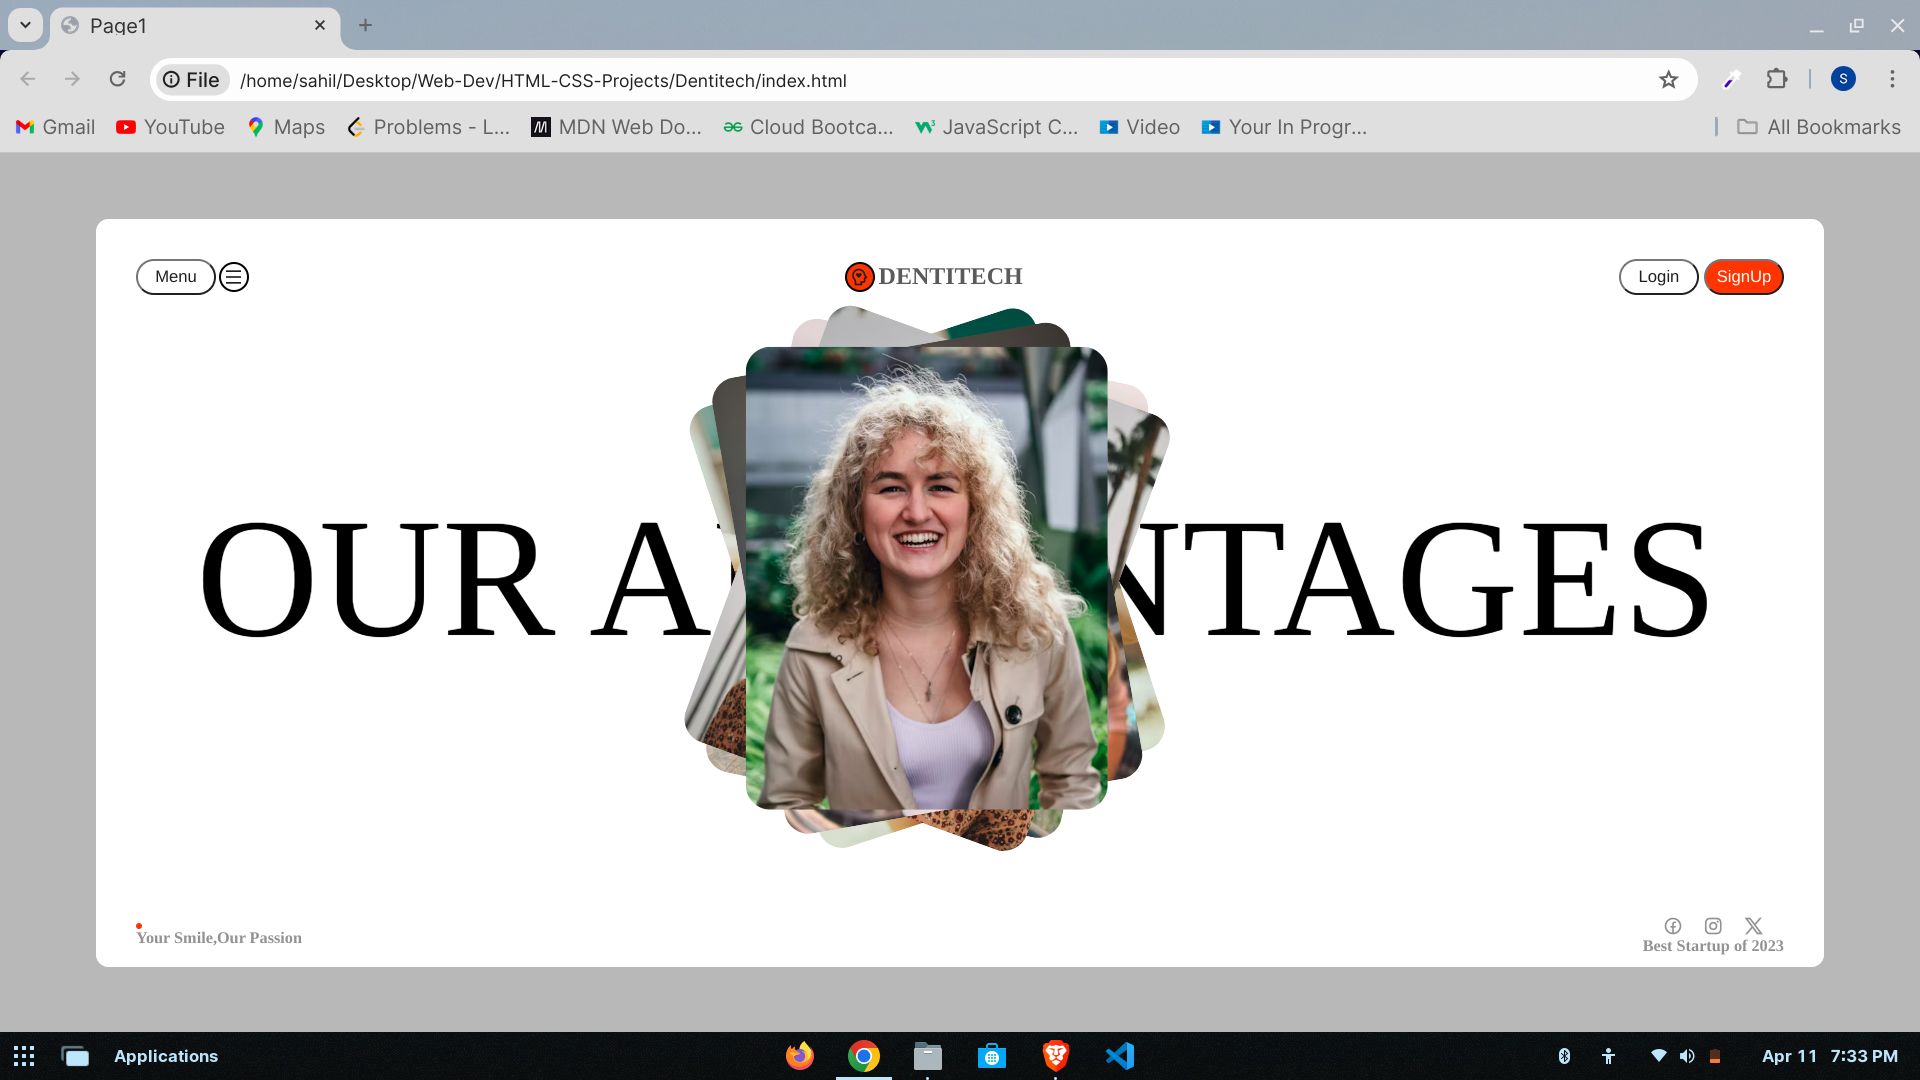 Page1
File
/home/sahil/Desktop/Web-Dev/HTML-CSS-Projects/Dentitech/index.html
S
Gmail
YouTube
Maps
Problems - L...
MDN Web Do...
Cloud Bootca...
JavaScript C...
Video
Your In Progr...
All Bookmarks
Menu
DENTITECH
Login
SignUp
OUR A NTAGES
Your Smile,Our Passion
Best Startup of 2023
Applications
Apr 11 7:33 PM